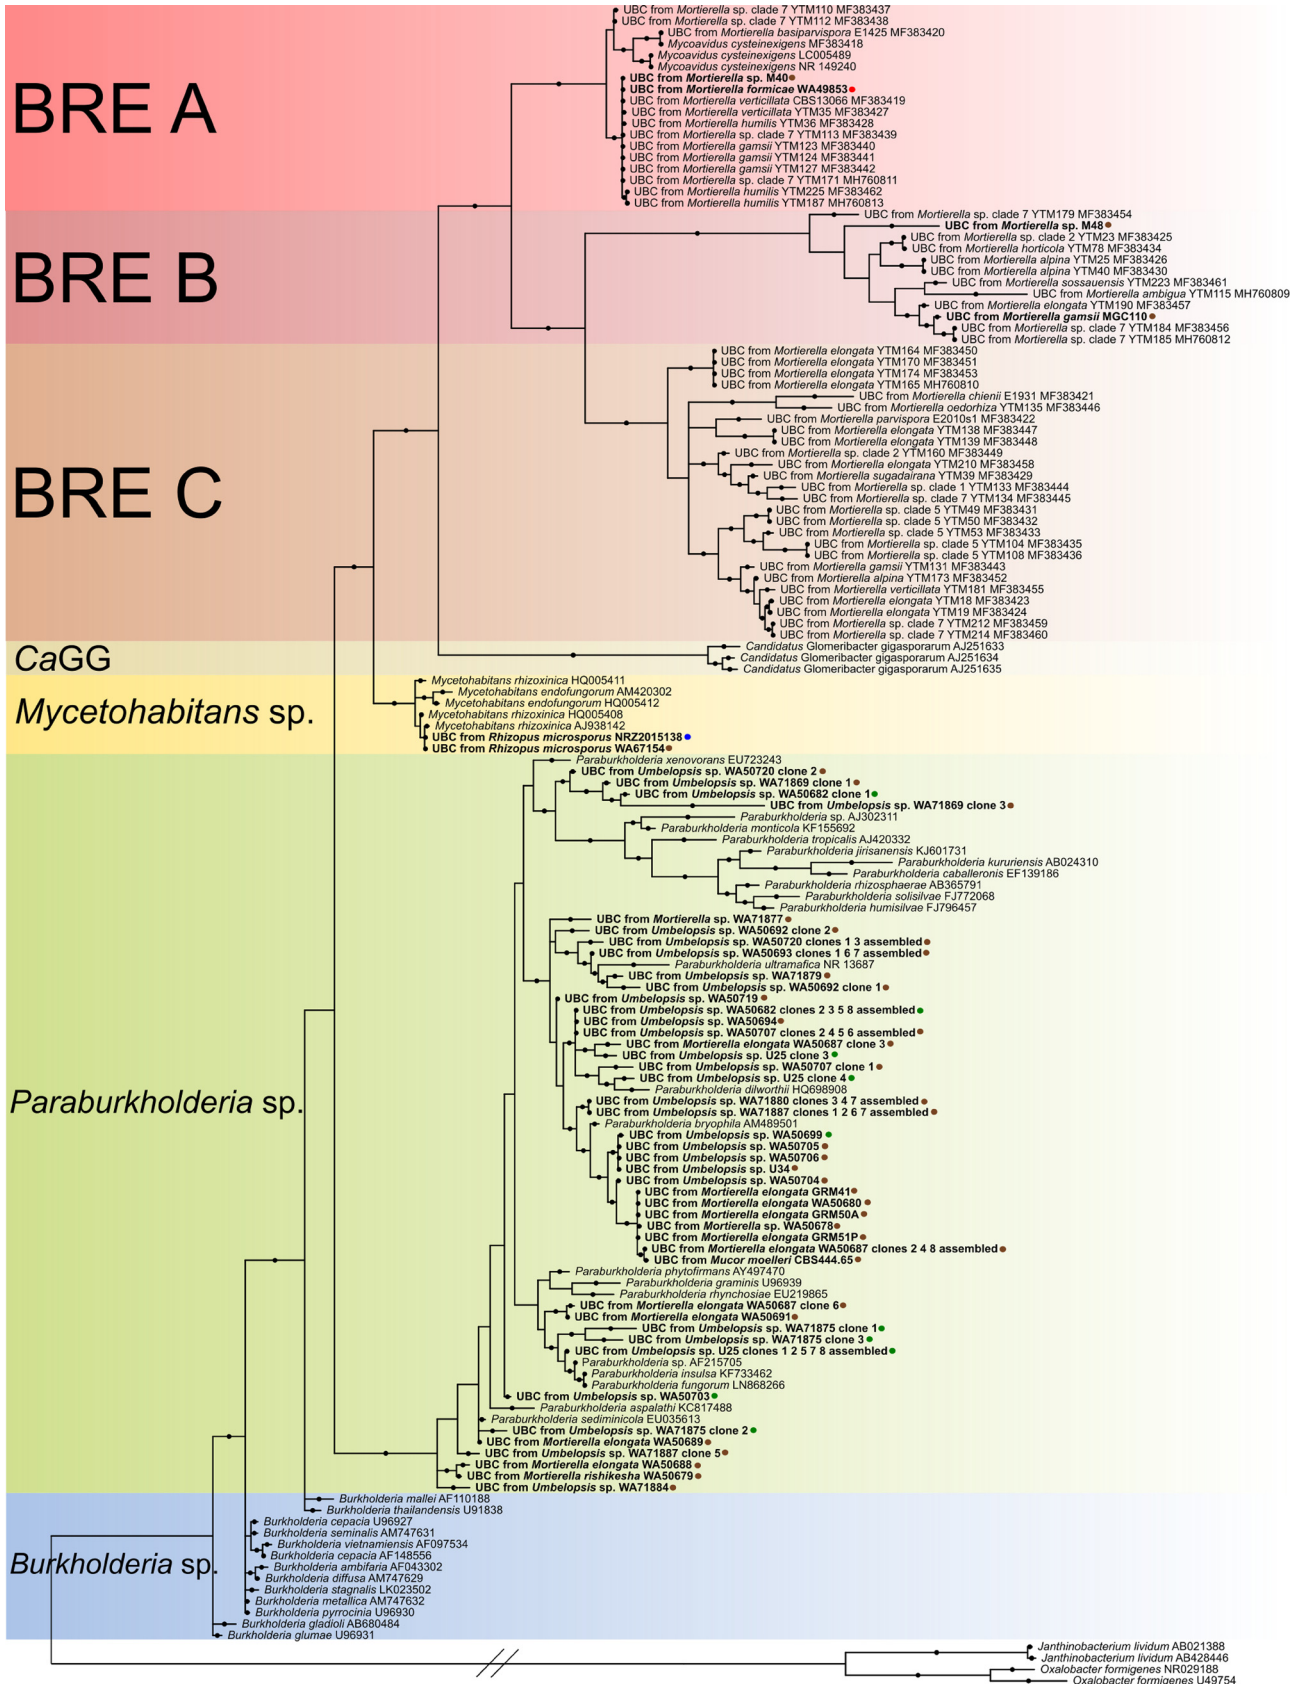 UBC from Mortierella sp. clade 7 YTM110 MF383437
UBC from Mortierella sp. clade 7 YTM112 MF383438
UBC from Mortierella basiparvispora E1425 MF383420
Mycoavidus cysteinexigens MF383418
Mycoavidus cysteinexigens LC005489
Mycoavidus cysteinexigens NR 149240
UBC from Mortierella sp. M40
UBC from Mortierella formicae WA49853
UBC from Mortierella verticillata CBS13066 MF383419
UBC from Mortierella verticillata YTM35 MF383427
UBC from Mortierella humilis YTM36 MF383428
UBC from Mortierella sp. clade 7 YTM113 MF383439
UBC from Mortierella gamsii YTM123 MF383440
UBC from Mortierella gamsii YTM124 MF383441
UBC from Mortierella gamsii YTM127 MF383442
UBC from Mortierella sp. clade 7 YTM171 MH760811
UBC from Mortierella humilis YTM225 MF383462
UBC from Mortierella humilis YTM187 MH760813
BRE A
UBC from Mortierella sp. clade 7 YTM179 MF383454
UBC from Mortierella sp. M48
UBC from Mortierella sp. clade 2 YTM23 MF383425
UBC from Mortierella horticola YTM78 MF383434
UBC from Mortierella alpina YTM25 MF383426
UBC from Mortierella alpina YTM40 MF383430
UBC from Mortierella sossauensis YTM223 MF383461
UBC from Mortierella ambigua YTM115 MH760809
UBC from Mortierella elongata YTM190 MF383457
UBC from Mortierella gamsii MGC110
UBC from Mortierella sp. clade 7 YTM184 MF383456
UBC from Mortierella sp. clade 7 YTM185 MH760812
BRE B
UBC from Mortierella elongata YTM164 MF383450
UBC from Mortierella elongata YTM170 MF383451
UBC from Mortierella elongata YTM174 MF383453
UBC from Mortierella elongata YTM165 MH760810
UBC from Mortierella chienii E1931 MF383421
UBC from Mortierella oedorhiza YTM135 MF383446
UBC from Mortierella parvispora E2010s1 MF383422
UBC from Mortierella elongata YTM138 MF383447
UBC from Mortierella elongata YTM139 MF383448
UBC from Mortierella sp. clade 2 YTM160 MF383449
UBC from Mortierella elongata YTM210 MF383458
UBC from Mortierella sugadairana YTM39 MF383429
UBC from Mortierella sp. clade 1 YTM133 MF383444
UBC from Mortierella sp. clade 7 YTM134 MF383445
UBC from Mortierella sp. clade 5 YTM49 MF383431
UBC from Mortierella sp. clade 5 YTM50 MF383432
UBC from Mortierella sp. clade 5 YTM53 MF383433
UBC from Mortierella sp. clade 5 YTM104 MF383435
UBC from Mortierella sp. clade 5 YTM108 MF383436
UBC from Mortierella gamsii YTM131 MF383443
UBC from Mortierella alpina YTM173 MF383452
UBC from Mortierella verticillata YTM181 MF383455
UBC from Mortierella elongata YTM18 MF383423
UBC from Mortierella elongata YTM19 MF383424
UBC from Mortierella sp. clade 7 YTM212 MF383459
UBC from Mortierella sp. clade 7 YTM214 MF383460
BRE C
Candidatus Glomeribacter gigasporarum AJ251633
Candidatus Glomeribacter gigasporarum AJ251634
Candidatus Glomeribacter gigasporarum AJ251635
CaGG
Mycetohabitans rhizoxinica HQ005411
Mycetohabitans endofungorum AM420302
Mycetohabitans endofungorum HQ005412
Mycetohabitans rhizoxinica HQ005408
Mycetohabitans rhizoxinica AJ938142
UBC from Rhizopus microsporus NRZ2015138
UBC from Rhizopus microsporus WA67154
Mycetohabitans sp.
Paraburkholderia xenovorans EU723243
UBC from Umbelopsis sp. WA50720 clone 2
UBC from Umbelopsis sp. WA71869 clone 1
UBC from Umbelopsis sp. WA50682 clone 1
UBC from Umbelopsis sp. WA71869 clone 3
Paraburkholderia sp. AJ302311
Paraburkholderia monticola KF155692
Paraburkholderia tropicalis AJ420332
Paraburkholderia jirisanensis KJ601731
Paraburkholderia kururiensis AB024310
Paraburkholderia caballeronis EF139186
Paraburkholderia rhizosphaerae AB365791
Paraburkholderia solisilvae FJ772068
Paraburkholderia humisilvae FJ796457
UBC from Mortierella sp. WA71877
UBC from Umbelopsis sp. WA50692 clone 2
UBC from Umbelopsis sp. WA50720 clones 1 3 assembled
UBC from Umbelopsis sp. WA50693 clones 1 6 7 assembled
Paraburkholderia ultramafica NR 13687
UBC from Umbelopsis sp. WA71879
UBC from Umbelopsis sp. WA50692 clone 1
UBC from Umbelopsis sp. WA50719
UBC from Umbelopsis sp. WA50682 clones 2 3 5 8 assembled
UBC from Umbelopsis sp. WA50694
UBC from Umbelopsis sp. WA50707 clones 2 4 5 6 assembled
UBC from Mortierella elongata WA50687 clone 3
UBC from Umbelopsis sp. U25 clone 3
UBC from Umbelopsis sp. WA50707 clone 1
UBC from Umbelopsis sp. U25 clone 4
Paraburkholderia dilworthii HQ698908
UBC from Umbelopsis sp. WA71880 clones 3 4 7 assembled
UBC from Umbelopsis sp. WA71887 clones 1 2 6 7 assembled
Paraburkholderia bryophila AM489501
UBC from Umbelopsis sp. WA50699
UBC from Umbelopsis sp. WA50705
UBC from Umbelopsis sp. WA50706
UBC from Umbelopsis sp. U34
UBC from Umbelopsis sp. WA50704
UBC from Mortierella elongata GRM41
UBC from Mortierella elongata WA50680
UBC from Mortierella elongata GRM50A
UBC from Mortierella sp. WA50678
UBC from Mortierella elongata GRM51P
UBC from Mortierella elongata WA50687 clones 2 4 8 assembled
UBC from Mucor moelleri CBS444.65
Paraburkholderia phytofirmans AY497470
Paraburkholderia graminis U96939
Paraburkholderia rhynchosiae EU219865
UBC from Mortierella elongata WA50687 clone 6
UBC from Mortierella elongata WA50691
UBC from Umbelopsis sp. WA71875 clone 1
UBC from Umbelopsis sp. WA71875 clone 3
UBC from Umbelopsis sp. U25 clones 1 2 5 7 8 assembled
Paraburkholderia sp. AF215705
Paraburkholderia insulsa KF733462
Paraburkholderia fungorum LN868266
UBC from Umbelopsis sp. WA50703
Paraburkholderia aspalathi KC817488
Paraburkholderia sediminicola EU035613
UBC from Umbelopsis sp. WA71875 clone 2
UBC from Mortierella elongata WA50689
UBC from Umbelopsis sp. WA71887 clone 5
UBC from Mortierella elongata WA50688
UBC from Mortierella rishikesha WA50679
UBC from Umbelopsis sp. WA71884
Paraburkholderia sp.
Burkholderia mallei AF110188
Burkholderia thailandensis U91838
Burkholderia cepacia U96927
Burkholderia seminalis AM747631
Burkholderia vietnamiensis AF097534
Burkholderia cepacia AF148556
Burkholderia ambifaria AF043302
Burkholderia diffusa AM747629
Burkholderia stagnalis LK023502
Burkholderia metallica AM747632
Burkholderia pyrrocinia U96930
Burkholderia gladioli AB680484
Burkholderia glumae U96931
Burkholderia sp.
Janthinobacterium lividum AB021388
Janthinobacterium lividum AB428446
Oxalobacter formigenes NR029188
Oxalobacter formigenes U49754